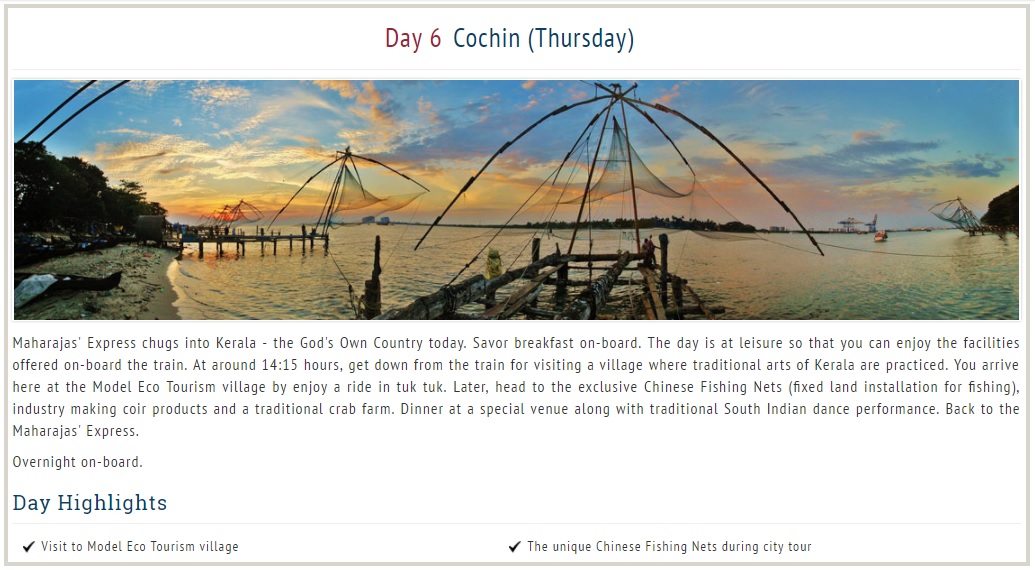 Day 6 Cochin (Thursday)
Maharajas' Express chugs into Kerala - the God's Own Country today. Savor breakfast on-board. The day is at leisure so that you can enjoy the facilities
offered on-board the train. At around 14:15 hours, get down from the train for visiting a village where traditional arts of Kerala are practiced. You arrive
here at the Model Eco Tourism village by enjoy a ride in tuk tuk. Later, head to the exclusive Chinese Fishing Nets (fixed land installation for fishing),
industry making coir products and a traditional crab farm. Dinner at a special venue along with traditional South Indian dance performance. Back to the
Maharajas' Express.
Overnight on-board.
Day Highlights
Visit to Model Eco Tourism village
The unique Chinese Fishing Nets during city tour